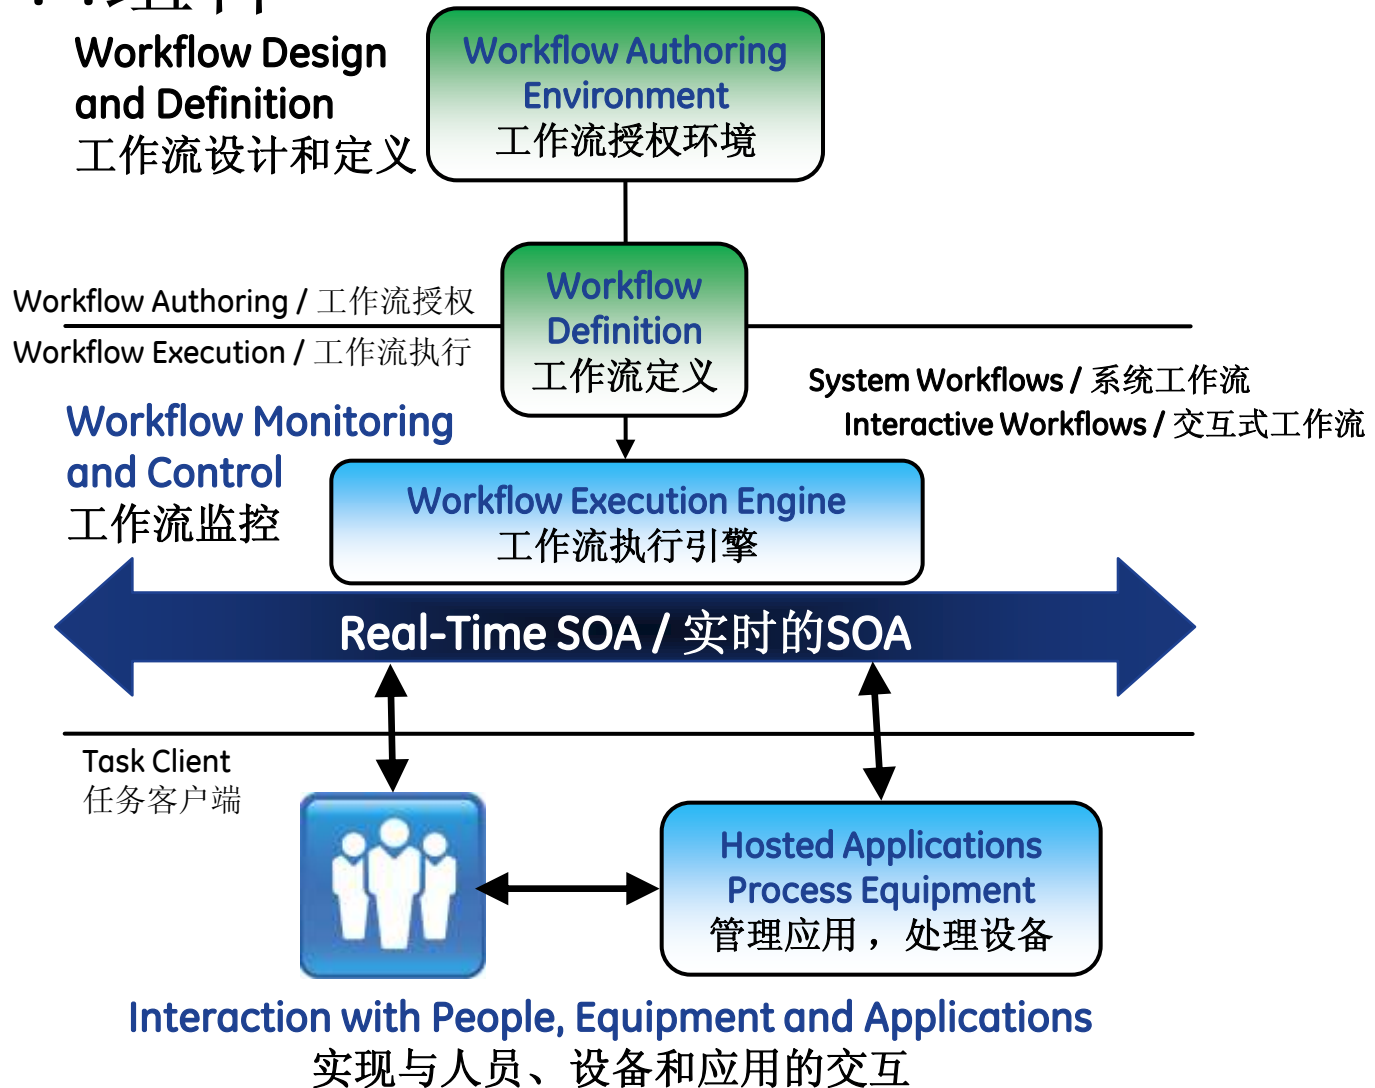 Workflow Design
and Definition
工作流设计和定义
Workflow Authoring
Environment
工作流授权环境
Workflow Authoring / 工作流授权
Workflow Execution / 工作流执行
Workflow
Definition
工作流定义
System Workflows / 系统工作流
Interactive Workflows / 交互式工作流
Workflow Monitoring
and Control
工作流监控
Workflow Execution Engine
工作流执行引擎
Real-Time SOA / 实时的SOA
Task Client
任务客户端
Hosted Applications
Process Equipment
管理应用，处理设备
Interaction with People, Equipment and Applications
实现与人员、设备和应用的交互